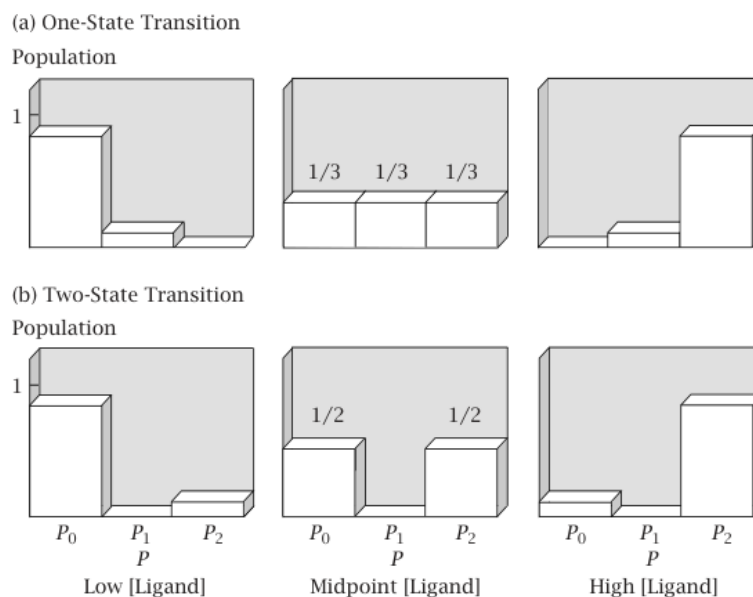 (a) One-State Transition
Population
1
1/3 1/3 1/3
(b) Two-State Transition
Population
1
1/2 1/2
P0 P1 P2 P0 P1 P2 P0 P1 P2
P P P
Low [Ligand] Midpoint [Ligand] High [Ligand]